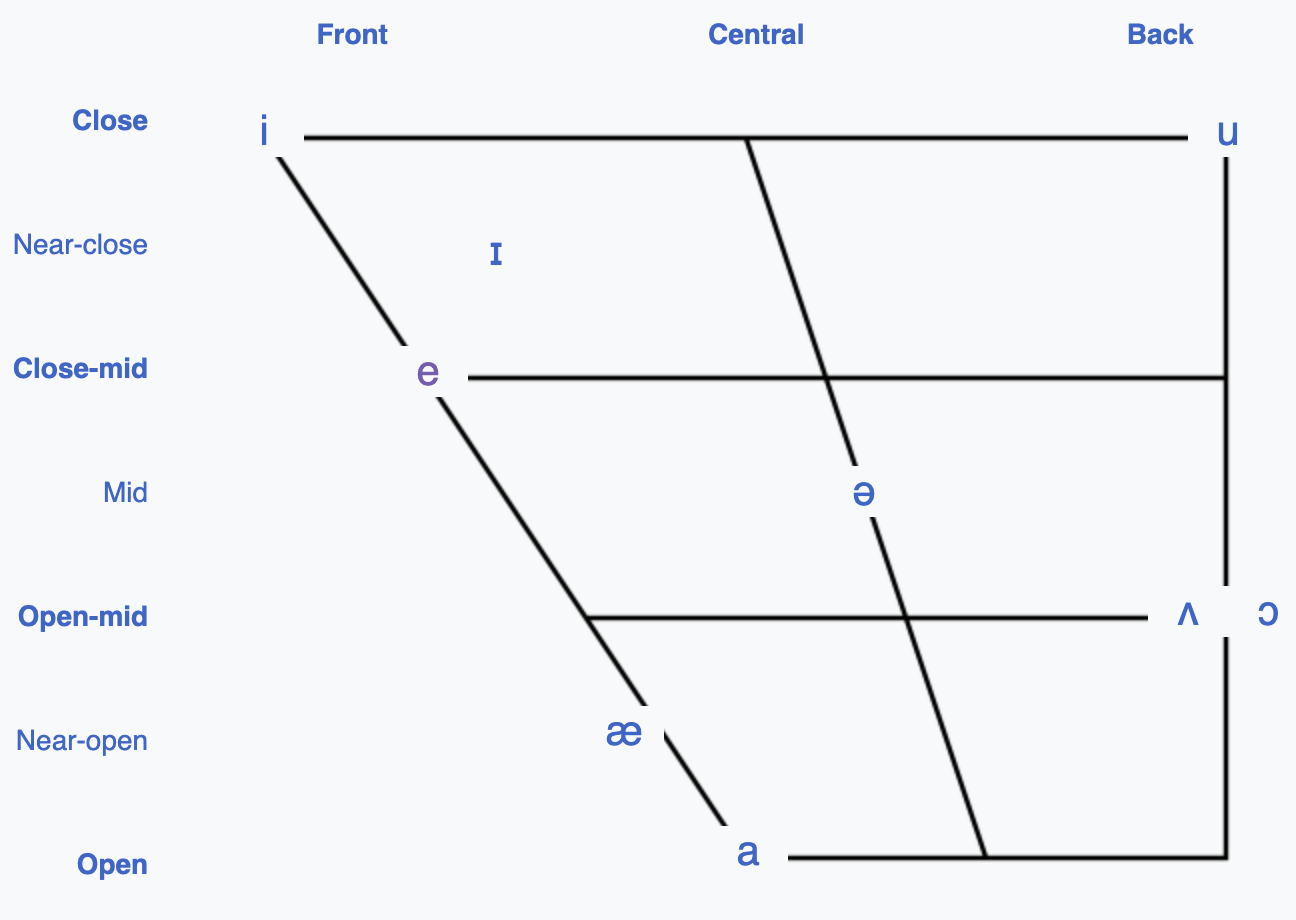 Front Central Back
Close i u
Near-close ɪ
Close-mid e
Mid ə
Open-mid ʌ ɔ
Near-open æ
Open a